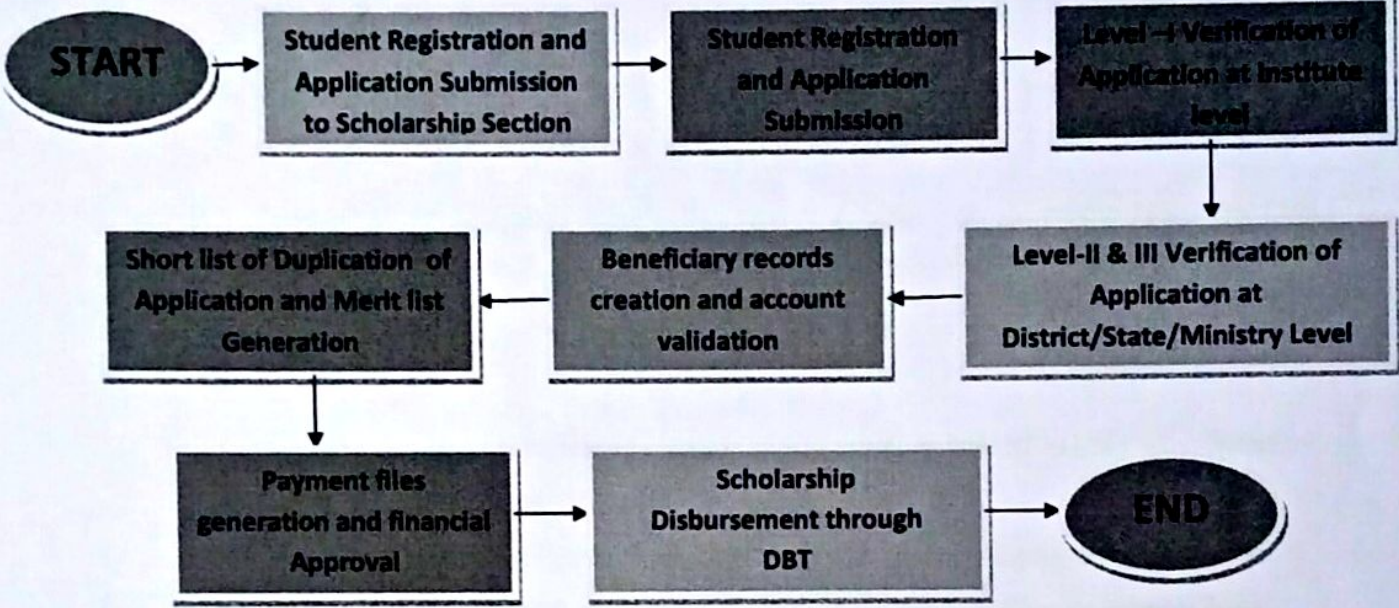 START
Student Registration and
Application Submission
to Scholarship Section
Student Registration
and Application
Submission
Level -I Verification of
Application at Institute
level
Level-II & III Verification of
Application at
District/State/Ministry Level
Beneficiary records
creation and account
validation
Short list of Duplication of
Application and Merit list
Generation
Payment files
generation and financial
Approval
Scholarship
Disbursement through
DBT
END